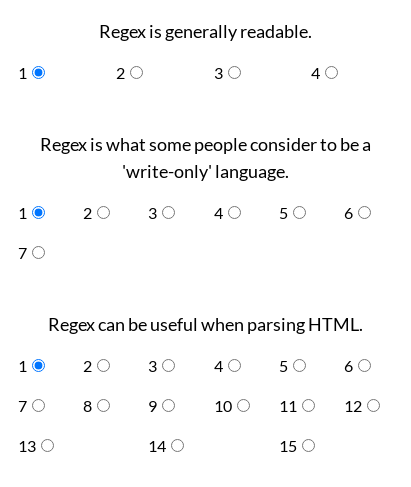 Regex is generally readable.
1 2 3 4
Regex is what some people consider to be a
'write-only' language.
1 2 3 4 5 6
7
Regex can be useful when parsing HTML.
1 2 3 4 5 6
7 8 9 10 11 12
13 14 15